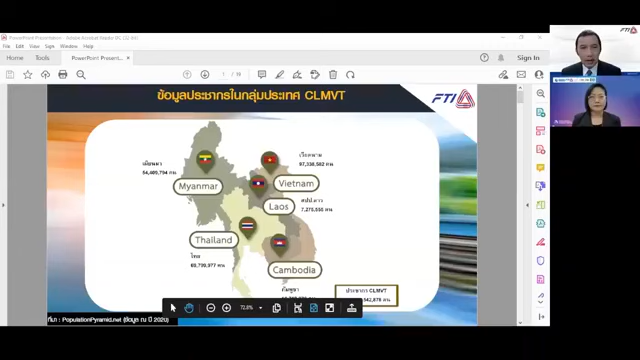 PowerPoint Presentation - Adobe Acrobat Reader DC (32-bit)
File Edit View Sign Window Help
Home Tools PowerPoint Presentati... × Sign In
1 / 19
72.8%
ข้อมูลประชากรในกลุ่มประเทศ CLMVT
FTI
FTI
เมียนมา
54,409,794 คน
Myanmar
เวียดนาม
97,338,582 คน
Vietnam
Laos
สปป.ลาว
7,275,556 คน
Thailand
ไทย
69,799,977 คน
Cambodia
กัมพูชา
ประชากร CLMVT
คน
72.8%
ที่มา : PopulationPyramid.net (ข้อมูล ณ ปี 2020)